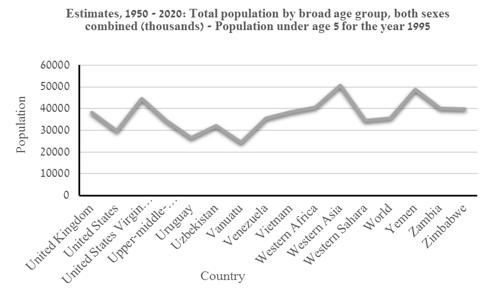 Estimates, 1950 - 2020: Total population by broad age group, both sexes
combined (thousands) - Population under age 5 for the year 1995
60000
50000
40000
30000
20000
10000
0
Population
United Kingdom
United States
United States Virgin…
Upper-middle-…
Uruguay
Uzbekistan
Vanuatu
Venezuela
Vietnam
Western Africa
Western Asia
Western Sahara
World
Yemen
Zambia
Zimbabwe
Country